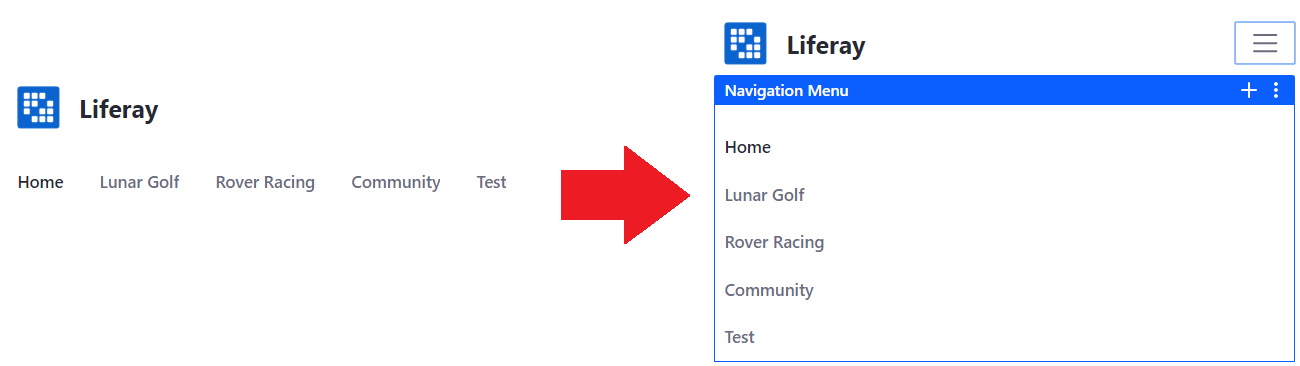 Liferay
Home Lunar Golf Rover Racing Community Test
Liferay
Navigation Menu
Home
Lunar Golf
Rover Racing
Community
Test